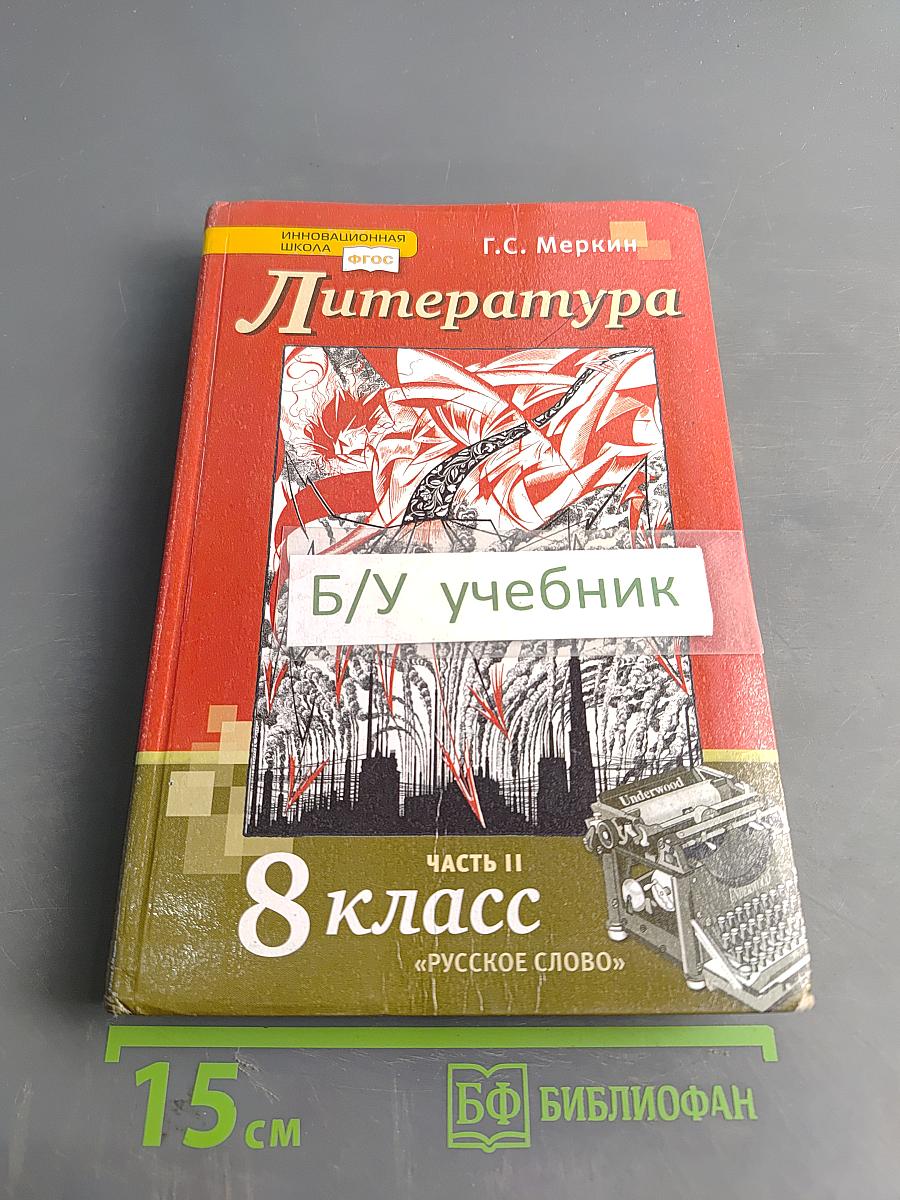 ИННОВАЦИОННАЯ
ШКОЛА
ФГОС
Г.С. Меркин
Литература
Б/У учебник
Underwood
ЧАСТЬ II
8 класс
«РУССКОЕ СЛОВО»
15 см
БФ БИБЛИОФАН